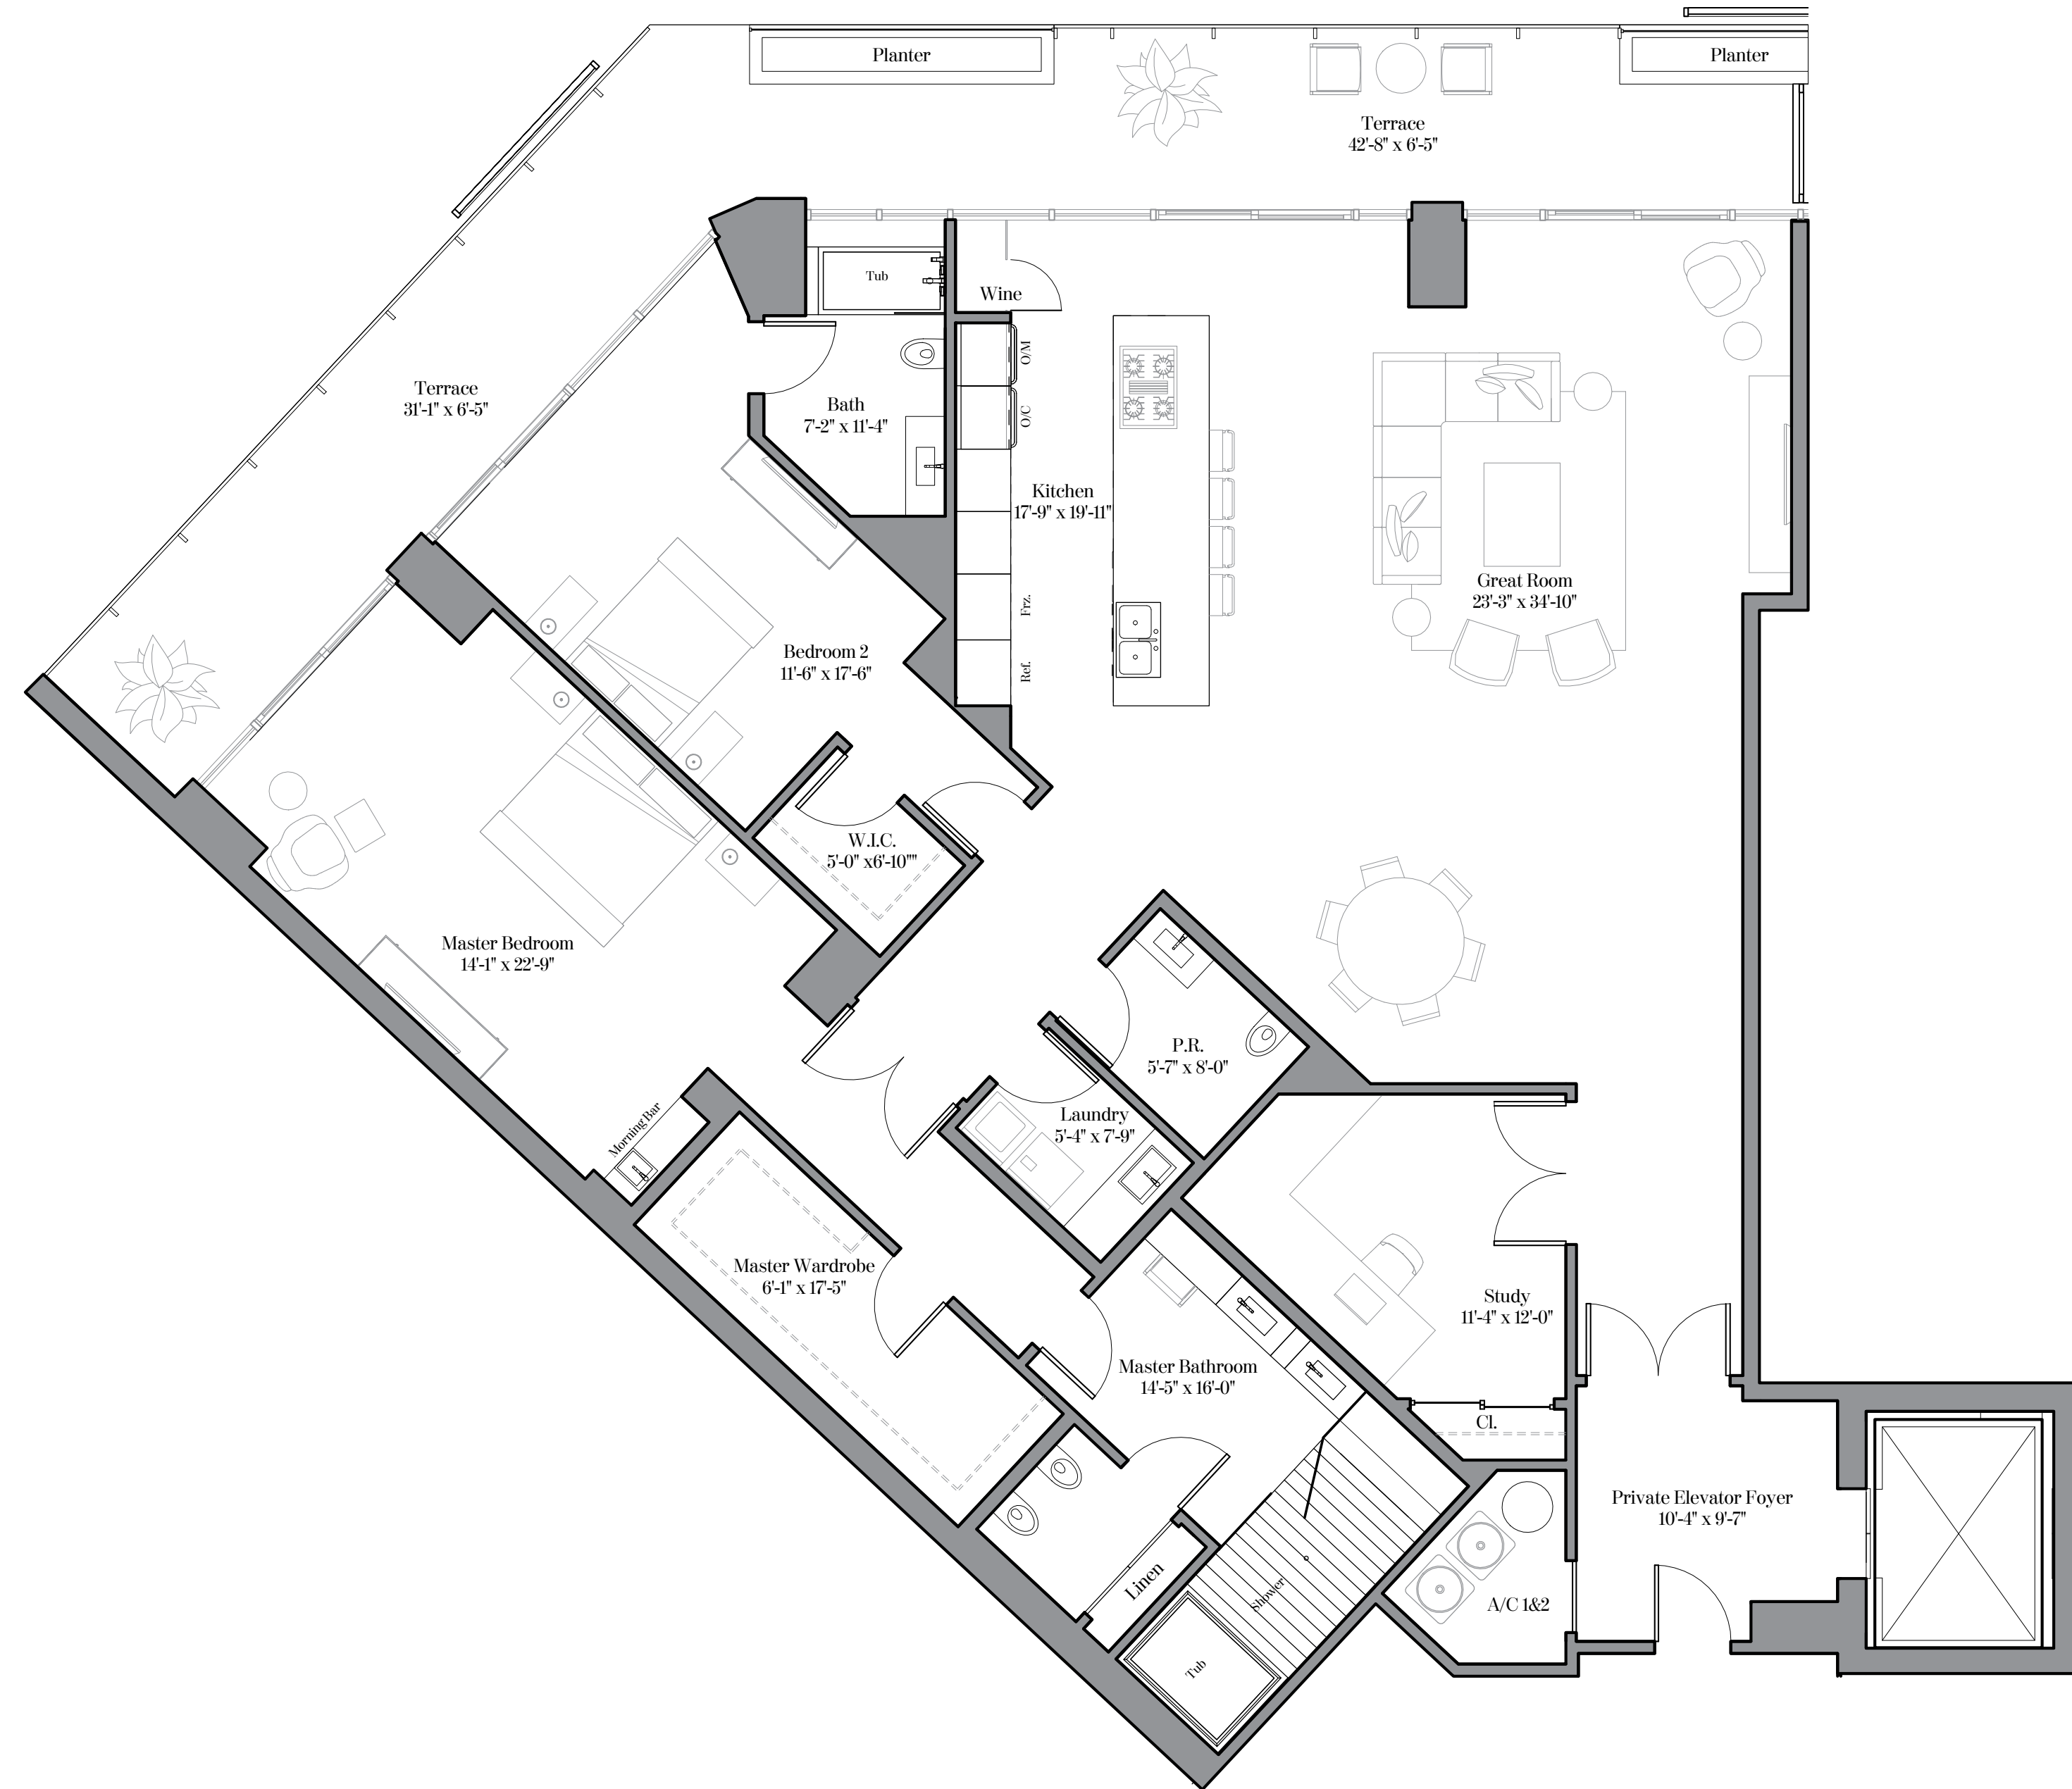 Planter
Planter
Terrace
42'-8" x 6'-5"
Tub
Wine
O/M
Terrace
31'-1" x 6'-5"
Bath
7'-2" x 11'-4"
O/C
Kitchen
17'-9" x 19'-11"
Great Room
23'-3" x 34'-10"
Frz.
Bedroom 2
11'-6" x 17'-6"
Ref.
W.I.C.
5'-0" x6'-10""
Master Bedroom
14'-1" x 22'-9"
P.R.
5'-7" x 8'-0"
Morning Bar
Laundry
5'-4" x 7'-9"
Master Wardrobe
6'-1" x 17'-5"
Study
11'-4" x 12'-0"
Master Bathroom
14'-5" x 16'-0"
Cl.
Private Elevator Foyer
10'-4" x 9'-7"
Linen
Shower
A/C 1&2
Tub